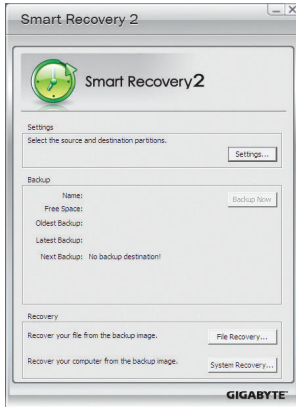 Smart Recovery 2
Smart Recovery2
Settings
Select the source and destination partitions.
Settings...
Backup
Name:
Backup Now
Free Space:
Oldest Backup:
Latest Backup:
Next Backup: No backup destination!
Recovery
Recover your file from the backup image.
File Recovery...
Recover your computer from the backup image.
System Recovery...
GIGABYTE™